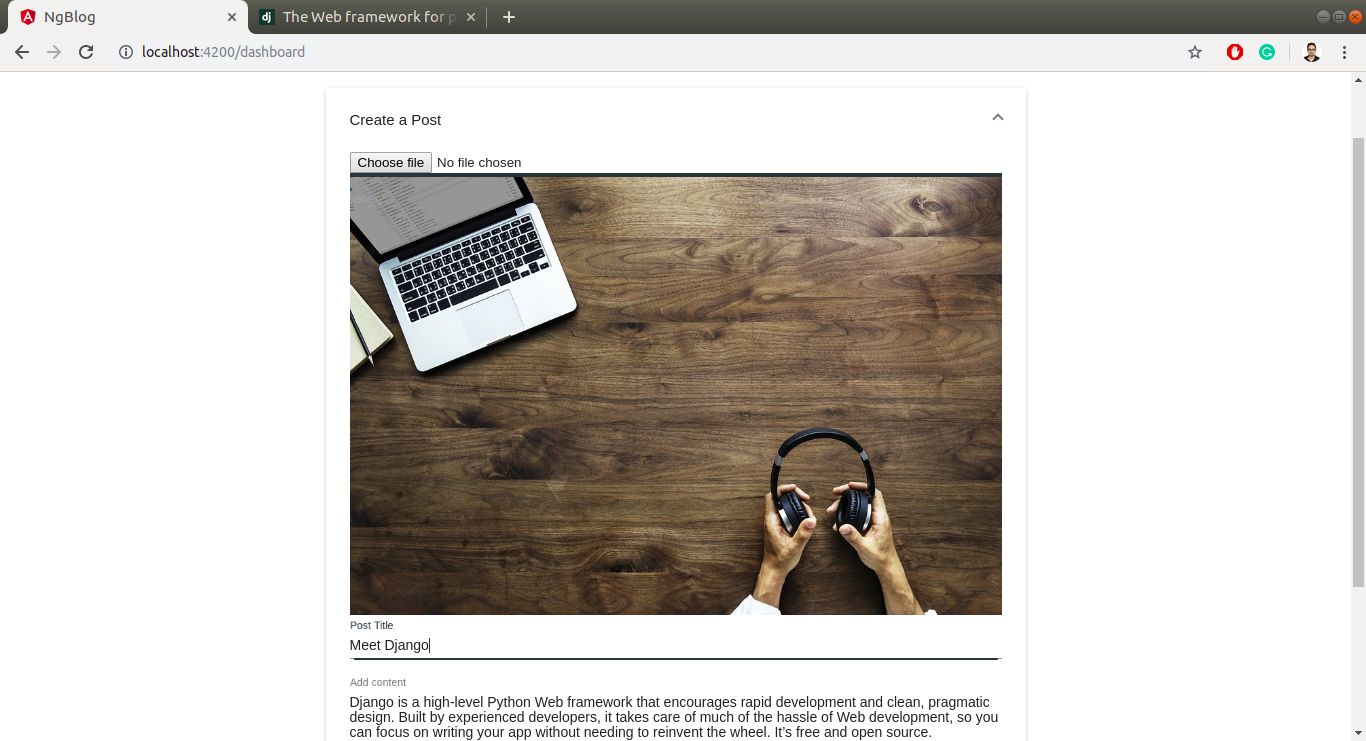 NgBlog
dj
The Web framework for p
localhost:4200/dashboard
Create a Post
Choose file No file chosen
Post Title
Meet Django
Add content
Django is a high-level Python Web framework that encourages rapid development and clean, pragmatic
design. Built by experienced developers, it takes care of much of the hassle of Web development, so you
can focus on writing your app without needing to reinvent the wheel. It’s free and open source.